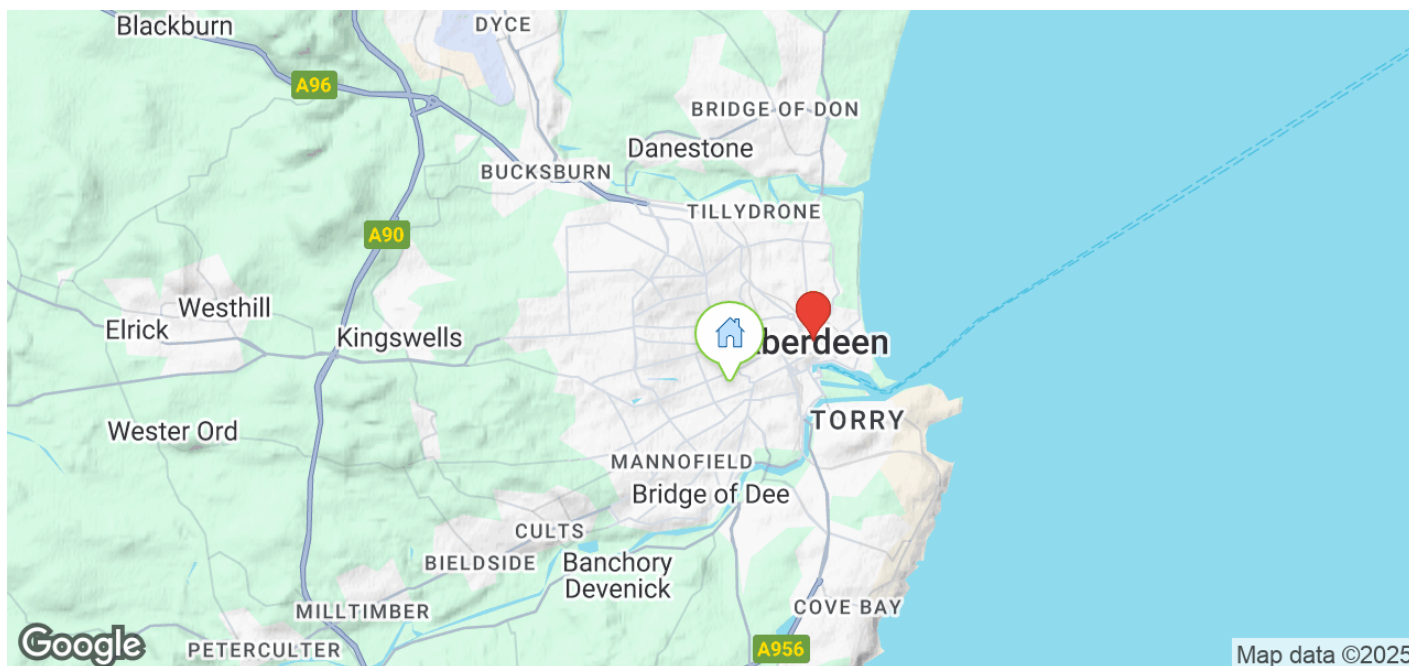 Blackburn
DYCE
A96
BRIDGE OF DON
Danestone
BUCKSBURN
TILLYDRONE
A90
Westhill
Elrick
Kingswells
berdeen
TORRY
Wester Ord
MANNOFIELD
Bridge of Dee
CULTS
BIELDSIDE
Banchory
Devenick
MILLTIMBER
COVE BAY
PETERCULTER
A956
Google
Map data ©2025